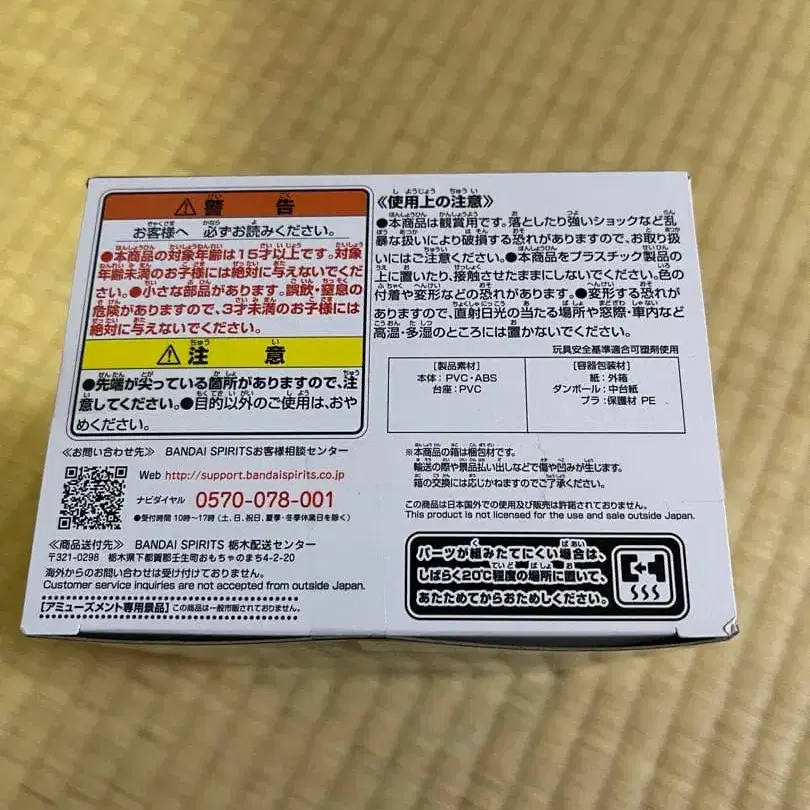 ⚠警告
お客様へ 必ずお読みください。
●本商品の対象年齢は15才以上です。対象
年齢未満のお子様には絶対に与えないでくだ
さい。●小さな部品があります。誤飲・窒息の
危険がありますので、3才未満のお子様には
絶対に与えないでください。
⚠注意
●先端が尖っている箇所がありますので、注
意してください。●目的以外のご使用は、おや
めください。
≪お問い合わせ先≫ BANDAI SPIRITSお客様相談センター
Web http://support.bandaispirits.co.jp
ナビダイヤル 0570-078-001
●受付時間 10時～17時(土、日、祝日、夏季・冬季休業日を除く)
≪商品送付先≫ BANDAI SPIRITS 栃木配送センター
〒321-0298 栃木県下都賀郡壬生町おもちゃのまち4-2-20
海外からのお問い合わせは受け付けておりません。
Customer service inquiries are not accepted from outside Japan.
【アミューズメント専用景品】 この商品は一般市販されておりません。
≪使用上の注意≫
●本商品は観賞用です。落としたり強いショックなど乱
暴な扱いにより破損する恐れがありますので、お取り扱
いにはご注意ください。●本商品をプラスチック製品の
上に置いたり、接触させたままにしないでください。色の
付着や変形などの恐れがあります。●変形する恐れが
ありますので、直射日光の当たる場所や窓際・車内など
高温・多湿のところには置かないでください。
玩具安全基準適合可塑剤使用
[製品素材]
本体：PVC・ABS
台座：PVC
[容器包装材]
紙：外箱
ダンボール：中台紙
プラ：保護材 PE
※本商品の箱は梱包材です。
輸送の際や景品払い出しなどで傷や凹みが生じます。
箱の交換には応じかねますのでご了承ください。
この商品は日本国外での使用及び販売は許諾されておりません。
This product is not licensed for the use and sale outside Japan.
パーツが組みたてにくい場合は、
しばらく20℃程度の場所に置いて、
あたためてからおためしください。